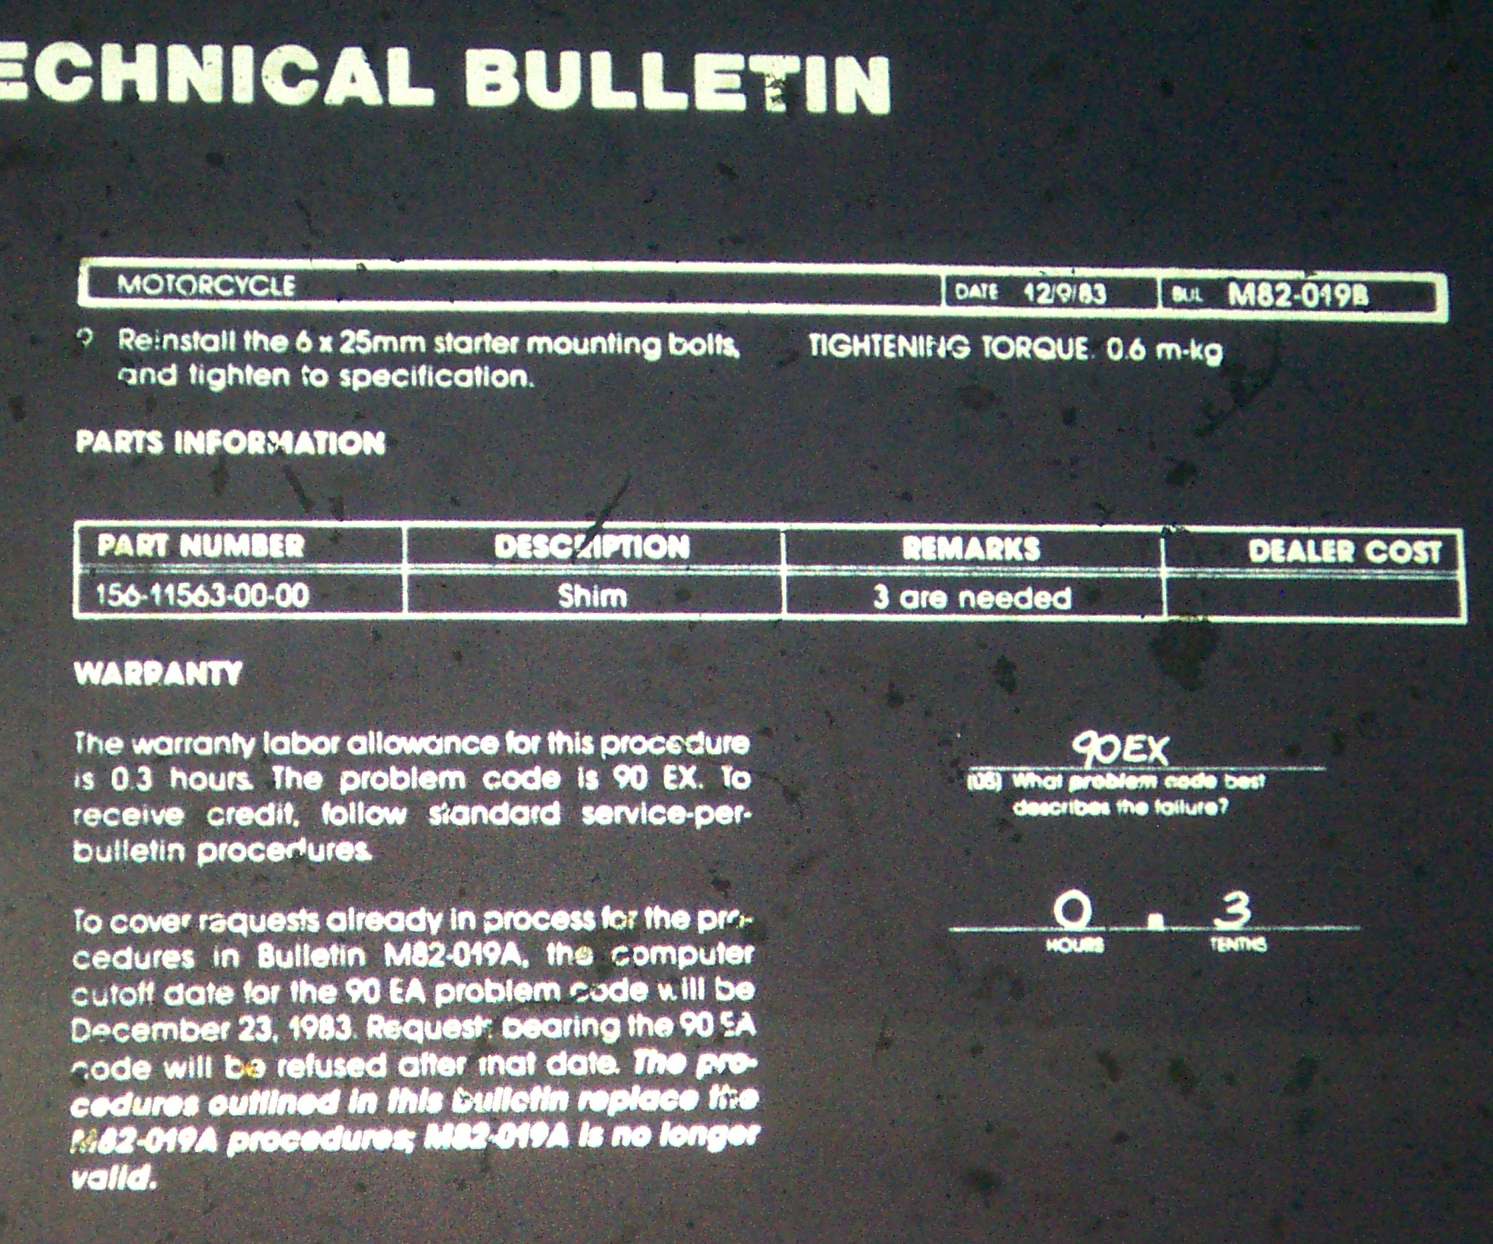 ECHNICAL BULLETIN
MOTORCYCLE DATE 12/9/83 BUL M82-019B
9 Reinstall the 6 x 25mm starter mounting bolts,
and tighten to specification.
TIGHTENING TORQUE: 0.6 m-kg
PARTS INFORMATION
PART NUMBER DESCRIPTION REMARKS DEALER COST
156-11563-00-00 Shim 3 are needed
WARRANTY
The warranty labor allowance for this procedure
is 0.3 hours. The problem code is 90 EX. To
receive credit, follow standard service-per-
bulletin procedures.
90EX
(05) What problem code best
describes the failure?
0 . 3
HOURS TENTHS
To cover requests already in process for the pro-
cedures in Bulletin M82-019A, the computer
cutoff date for the 90 EA problem code will be
December 23, 1983. Requests bearing the 90 EA
code will be refused after that date. The pro-
cedures outlined in this bulletin replace the
M82-019A procedures; M82-019A is no longer
valid.